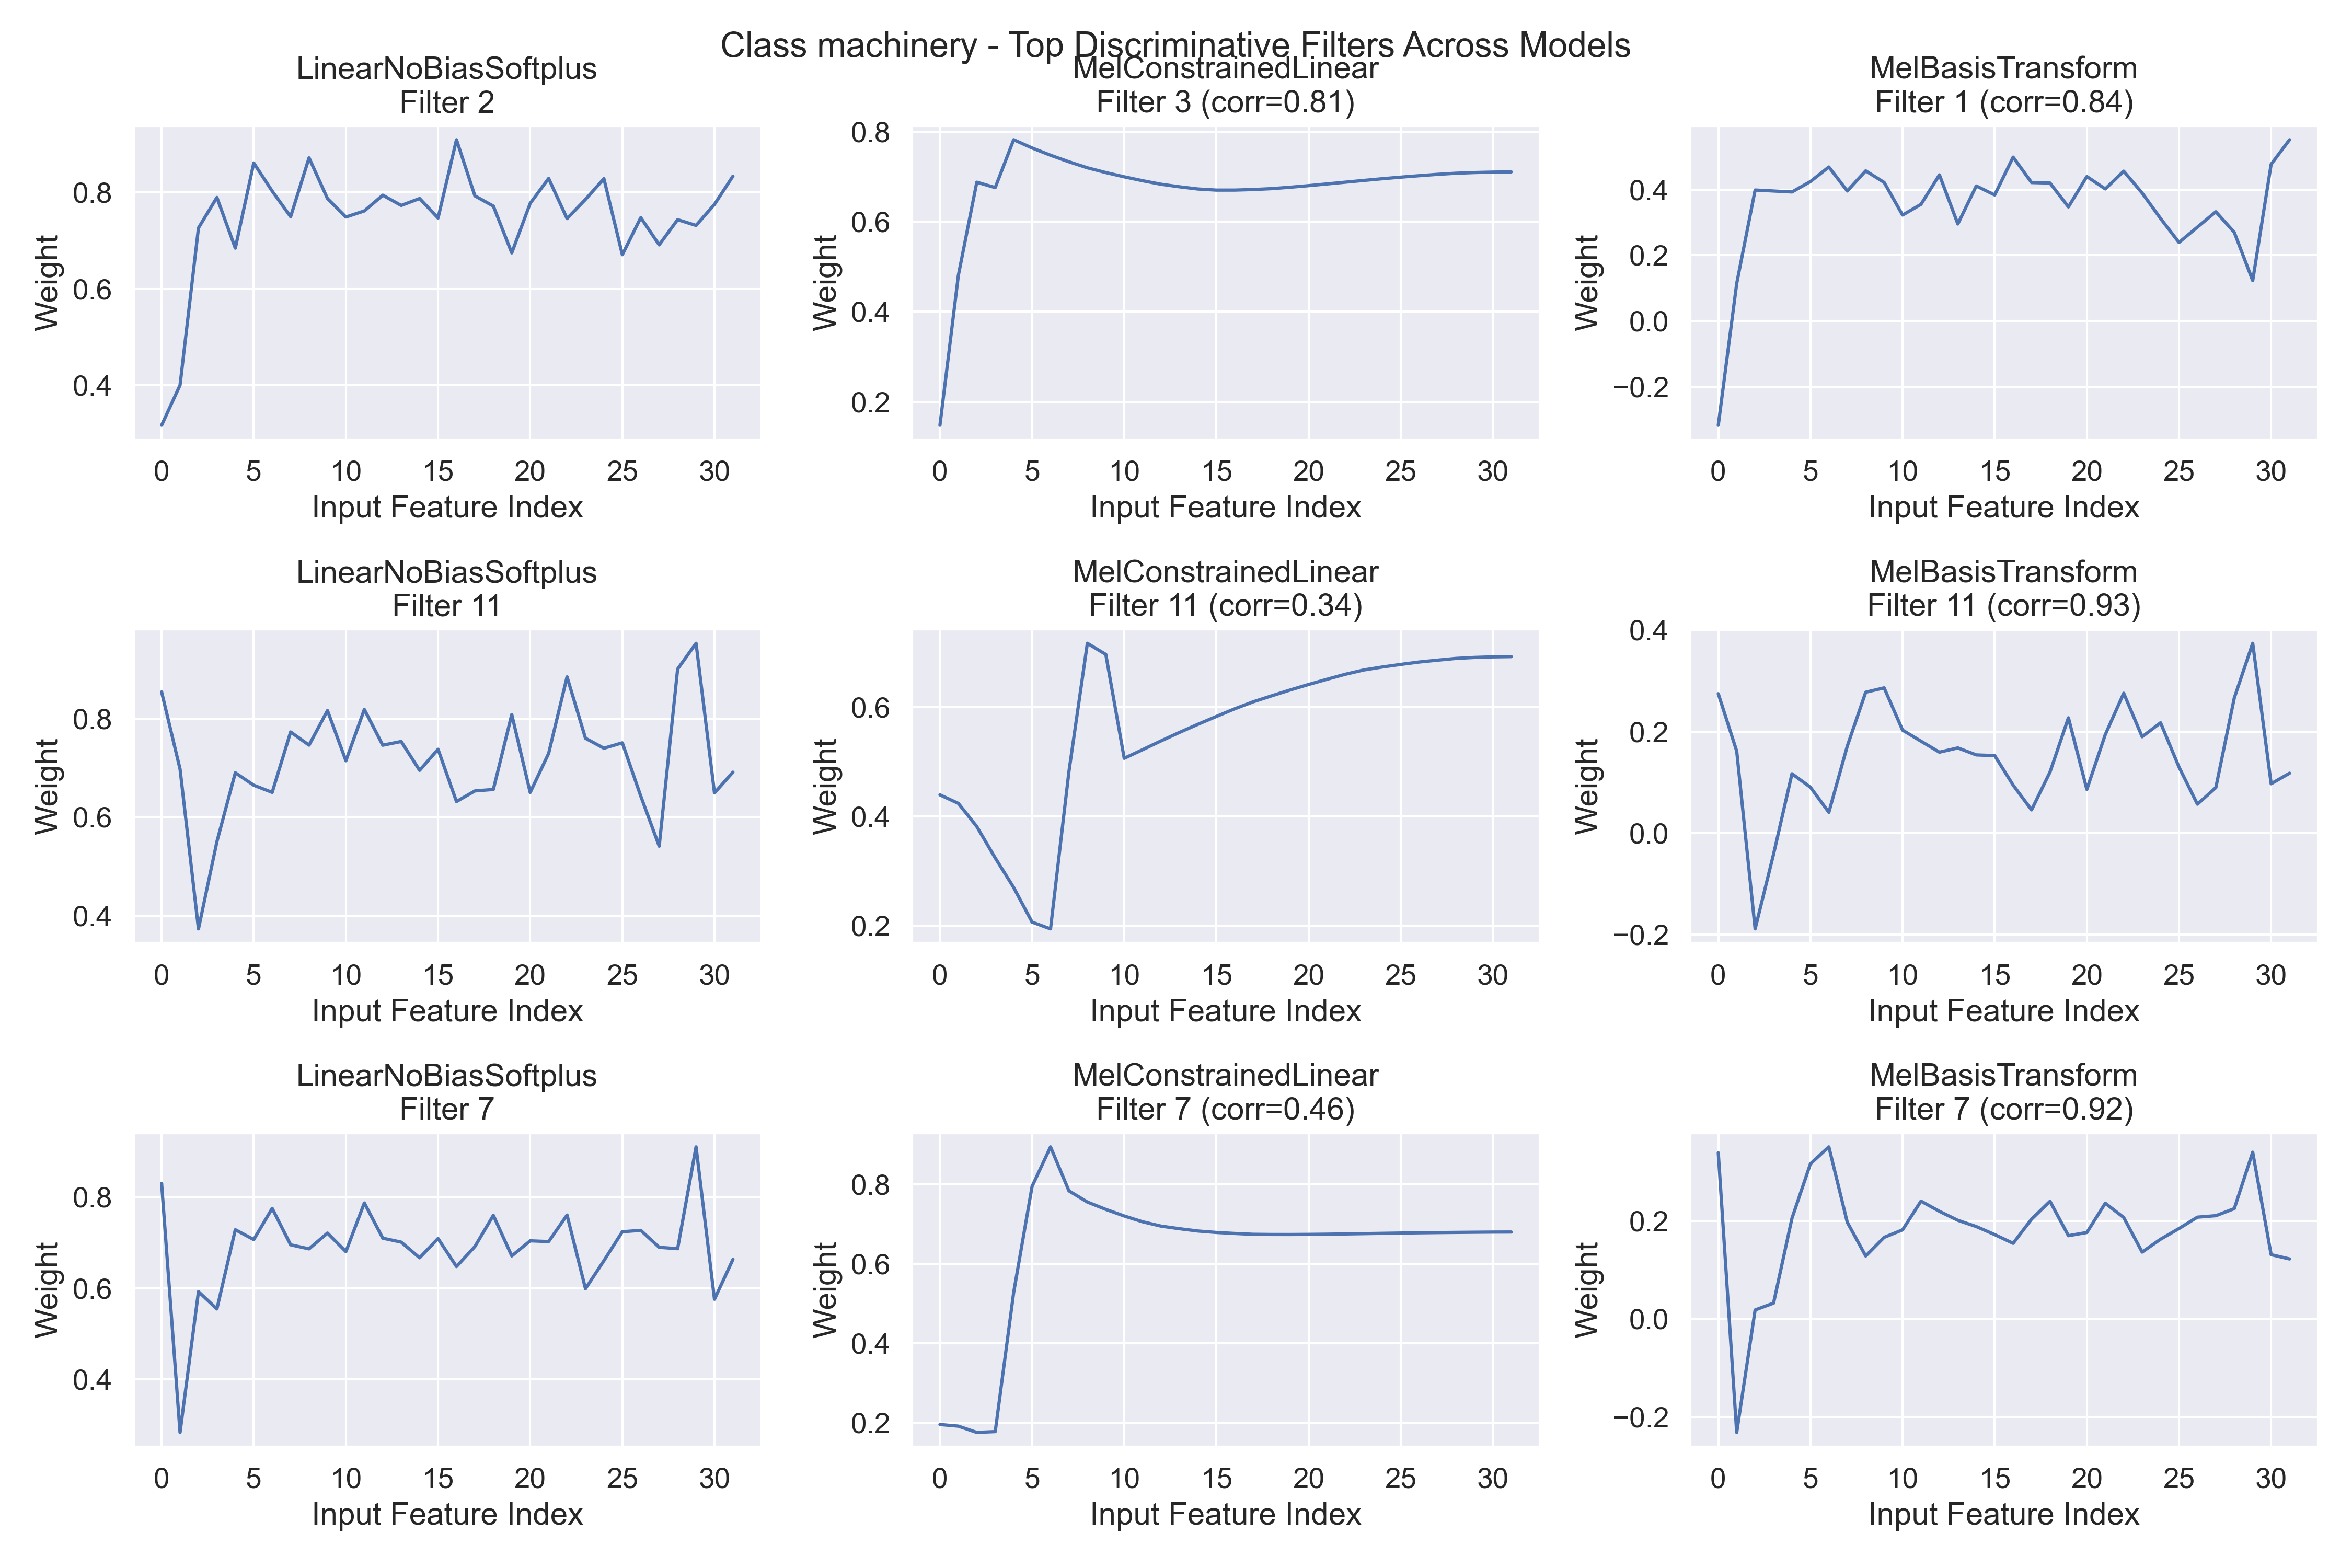 Class machinery - Top Discriminative Filters Across Models
LinearNoBiasSoftplus
Filter 2
0.8
0.6
0.4
Weight
0 5 10 15 20 25 30
Input Feature Index
MelConstrainedLinear
Filter 3 (corr=0.81)
0.8
0.6
0.4
0.2
Weight
0 5 10 15 20 25 30
Input Feature Index
MelBasisTransform
Filter 1 (corr=0.84)
0.4
0.2
0.0
−0.2
Weight
0 5 10 15 20 25 30
Input Feature Index
LinearNoBiasSoftplus
Filter 11
0.8
0.6
0.4
Weight
0 5 10 15 20 25 30
Input Feature Index
MelConstrainedLinear
Filter 11 (corr=0.34)
0.6
0.4
0.2
Weight
0 5 10 15 20 25 30
Input Feature Index
MelBasisTransform
Filter 11 (corr=0.93)
0.4
0.2
0.0
−0.2
Weight
0 5 10 15 20 25 30
Input Feature Index
LinearNoBiasSoftplus
Filter 7
0.8
0.6
0.4
Weight
0 5 10 15 20 25 30
Input Feature Index
MelConstrainedLinear
Filter 7 (corr=0.46)
0.8
0.6
0.4
0.2
Weight
0 5 10 15 20 25 30
Input Feature Index
MelBasisTransform
Filter 7 (corr=0.92)
0.2
0.0
−0.2
Weight
0 5 10 15 20 25 30
Input Feature Index